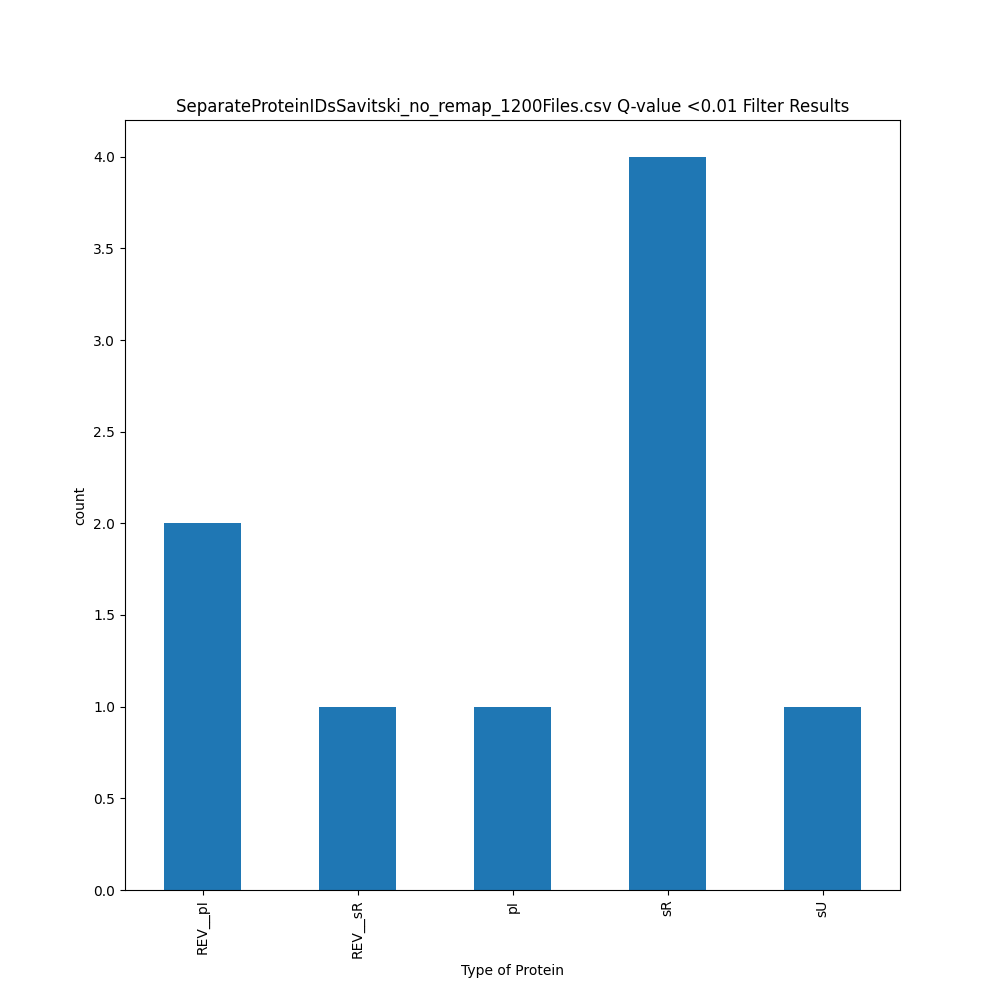 SeparateProteinIDsSavitski_no_remap_1200Files.csv Q-value <0.01 Filter Results
4.0
3.5
3.0
2.5
2.0
1.5
1.0
0.5
0.0
count
REV__pI
REV__sR
pI
sR
sU
Type of Protein